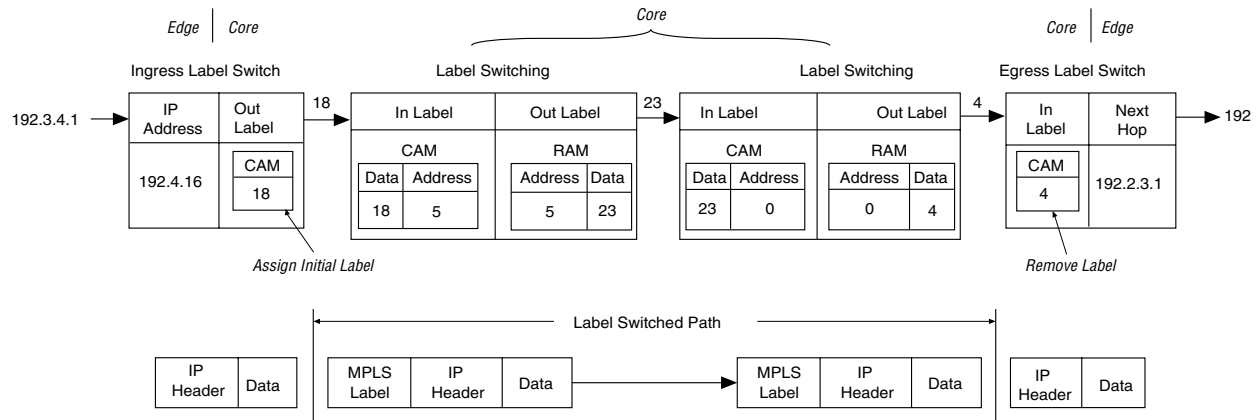 Core
Edge Core
Core Edge
Ingress Label Switch
Label Switching
Label Switching
Egress Label Switch
192.3.4.1
IP Address
Out Label
18
In Label
Out Label
23
In Label
Out Label
4
In Label
Next Hop
192
192.4.16
CAM
18
CAM
Data Address
18 5
RAM
Address Data
5 23
CAM
Data Address
23 0
RAM
Address Data
0 4
CAM
4
192.2.3.1
Assign Initial Label
Remove Label
Label Switched Path
IP Header
Data
MPLS Label
IP Header
Data
MPLS Label
IP Header
Data
IP Header
Data